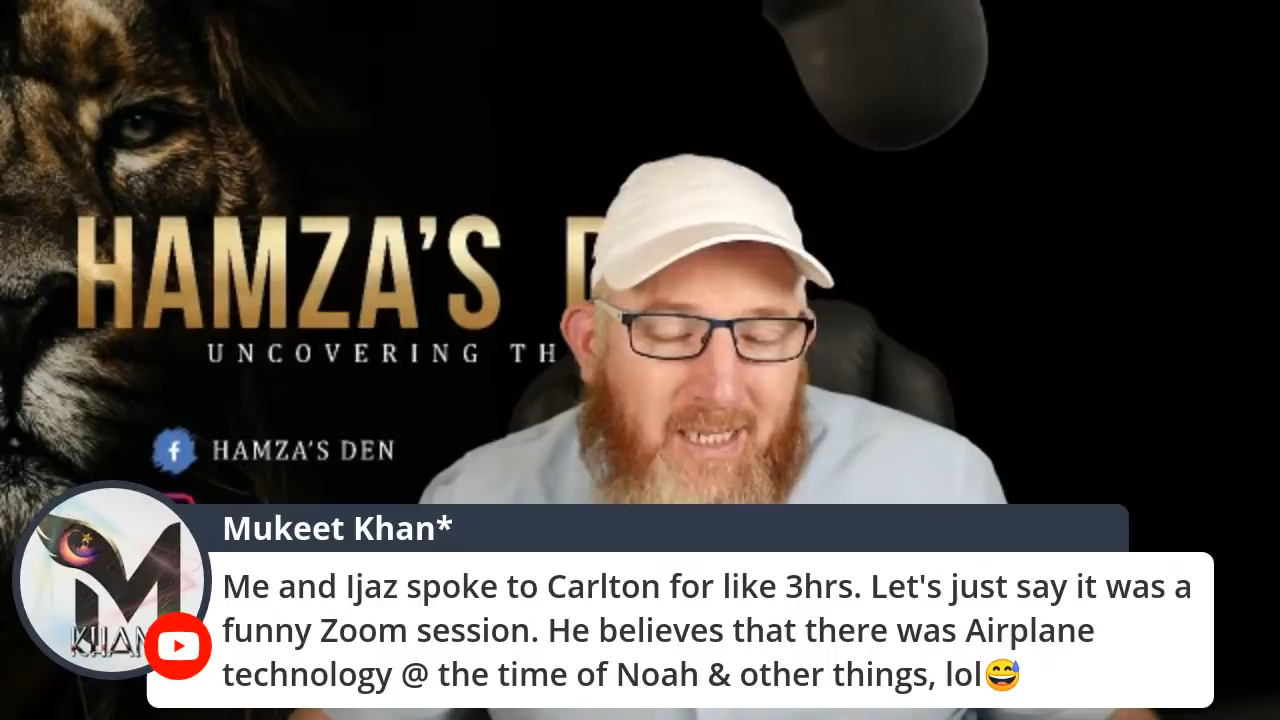 HAMZA'S D
UNCOVERING TH
HAMZA'S DEN
KHAN
Mukeet Khan*
Me and Ijaz spoke to Carlton for like 3hrs. Let's just say it was a
funny Zoom session. He believes that there was Airplane
technology @ the time of Noah & other things, lol😅